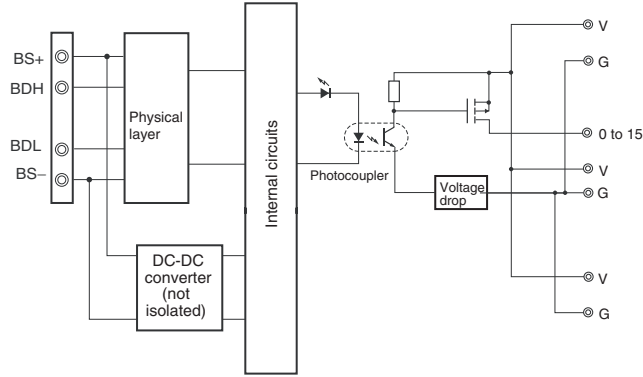 BS+
BDH
BDL
BS−
Physical
layer
DC-DC
converter
(not
isolated)
Internal circuits
Photocoupler
Voltage
drop
V
G
0 to 15
V
G
V
G